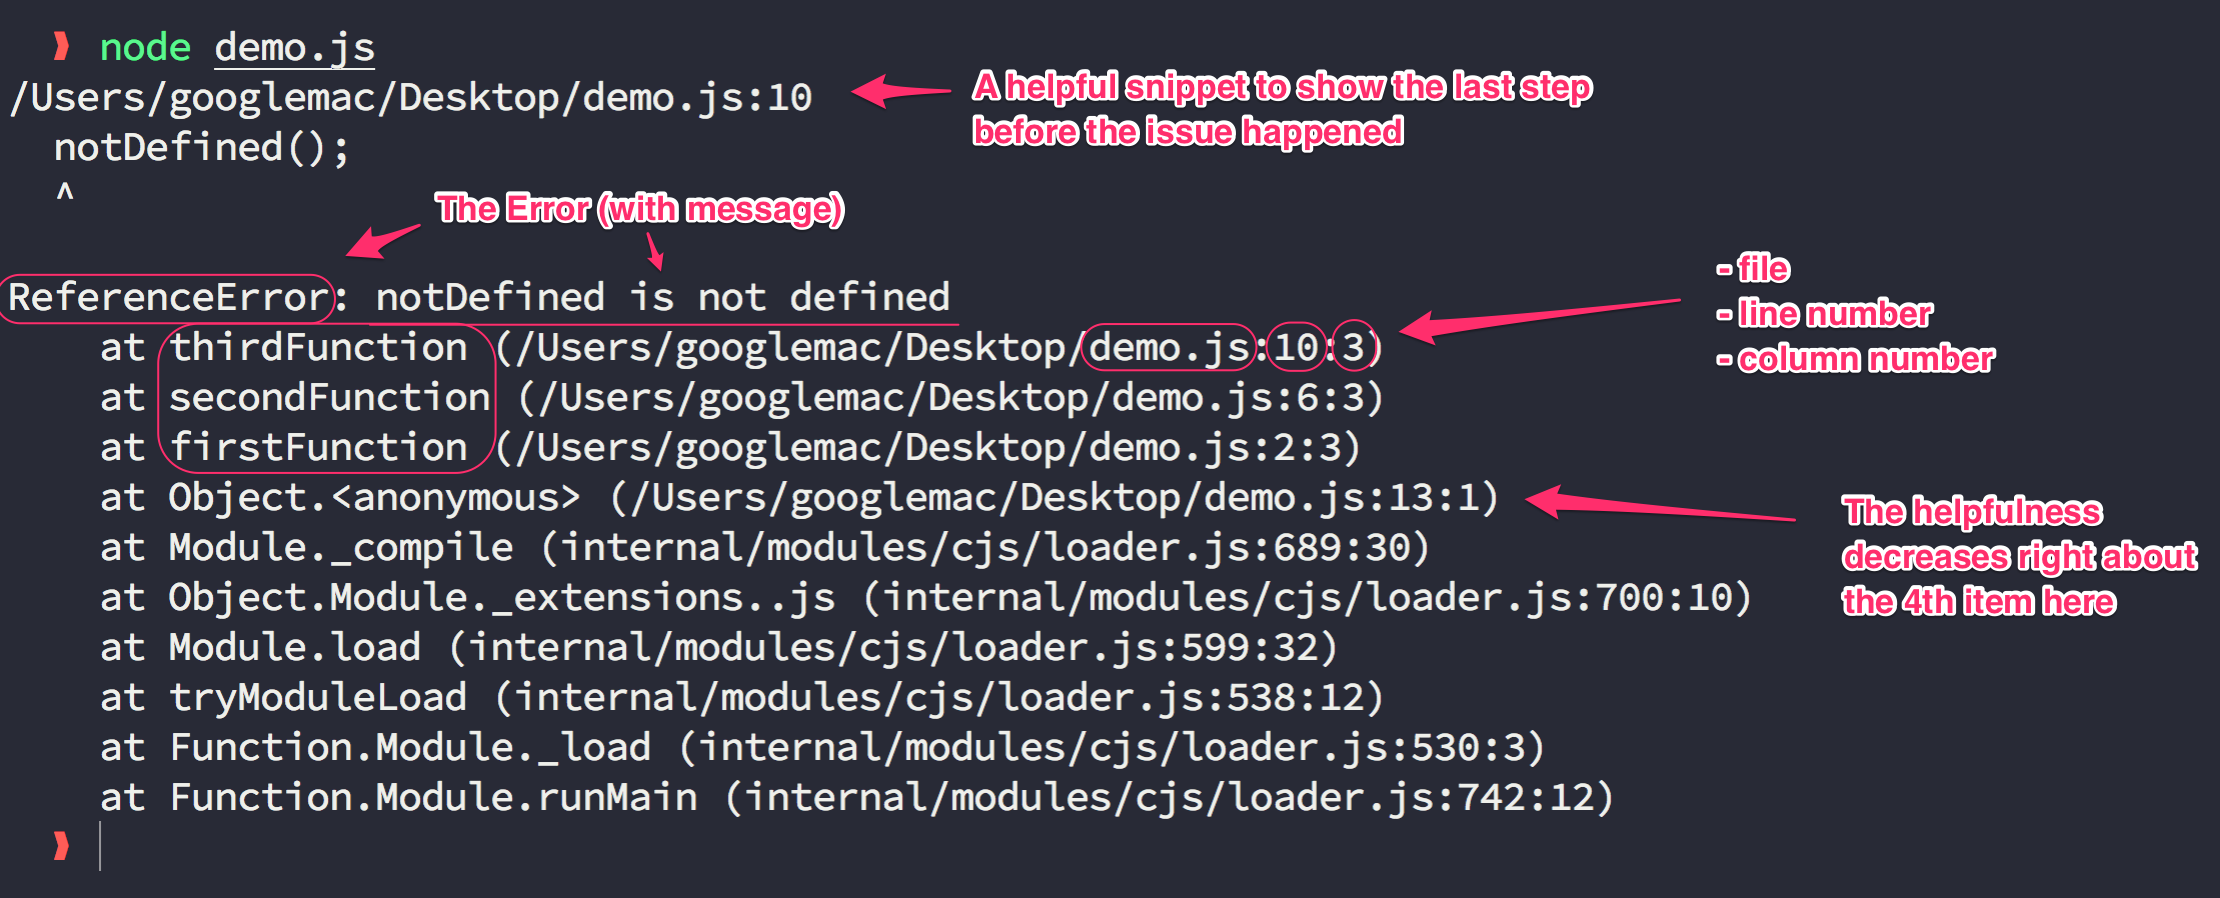 ❱ node demo.js
/Users/googlemac/Desktop/demo.js:10
A helpful snippet to show the last step
before the issue happened
notDefined();
^
The Error (with message)
ReferenceError: notDefined is not defined
at thirdFunction (/Users/googlemac/Desktop/demo.js:10:3)
- file
- line number
- column number
at secondFunction (/Users/googlemac/Desktop/demo.js:6:3)
at firstFunction (/Users/googlemac/Desktop/demo.js:2:3)
at Object.<anonymous> (/Users/googlemac/Desktop/demo.js:13:1)
The helpfulness
decreases right about
the 4th item here
at Module._compile (internal/modules/cjs/loader.js:689:30)
at Object.Module._extensions..js (internal/modules/cjs/loader.js:700:10)
at Module.load (internal/modules/cjs/loader.js:599:32)
at tryModuleLoad (internal/modules/cjs/loader.js:538:12)
at Function.Module._load (internal/modules/cjs/loader.js:530:3)
at Function.Module.runMain (internal/modules/cjs/loader.js:742:12)
❱